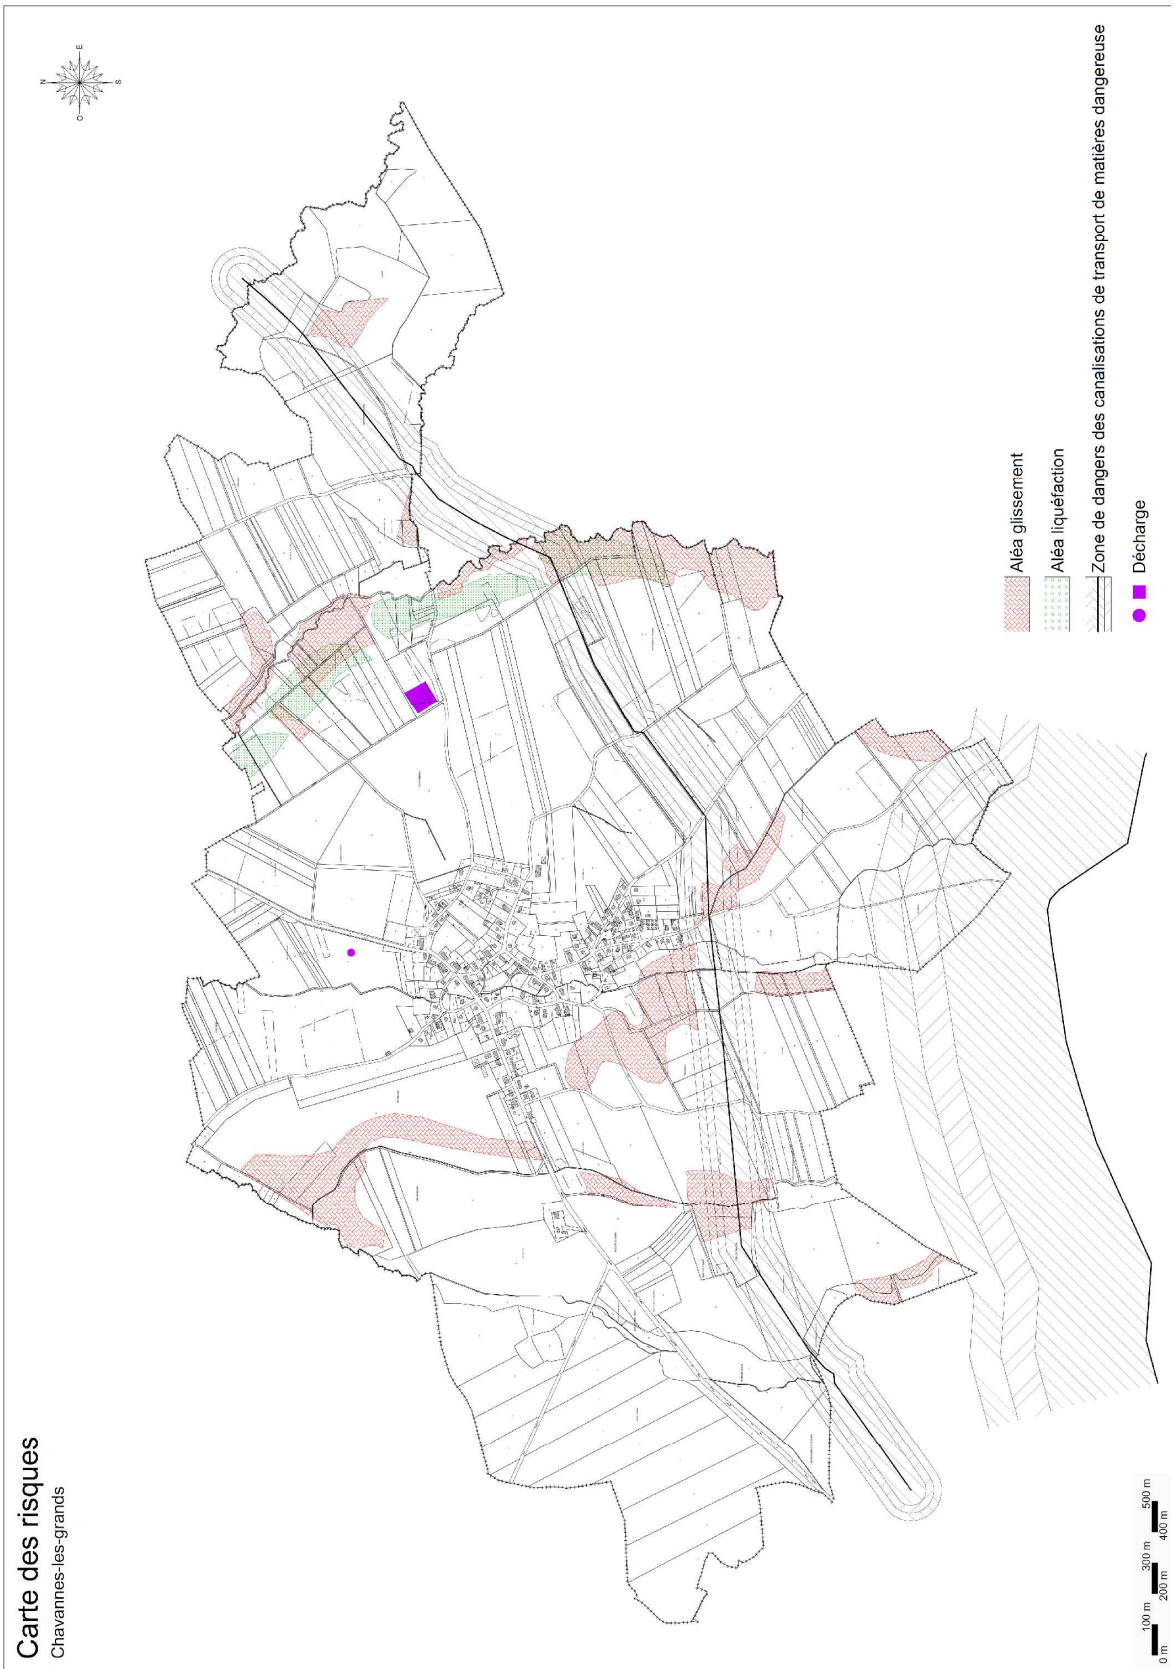 Carte des risques
Chavannes-les-grands
N
E
S
O
Aléa glissement
Aléa liquéfaction
Zone de dangers des canalisations de transport de matières dangereuse
Décharge
0 m
100 m
200 m
300 m
400 m
500 m